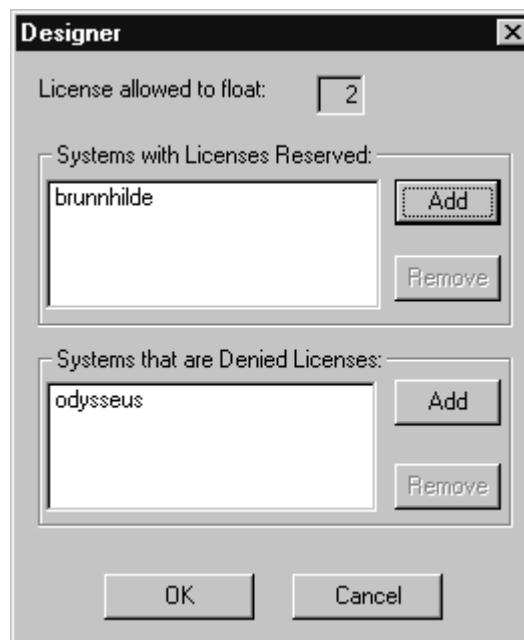 Designer
License allowed to float: 2
Systems with Licenses Reserved:
brunnhilde
Add
Remove
Systems that are Denied Licenses:
odysseus
Add
Remove
OK Cancel